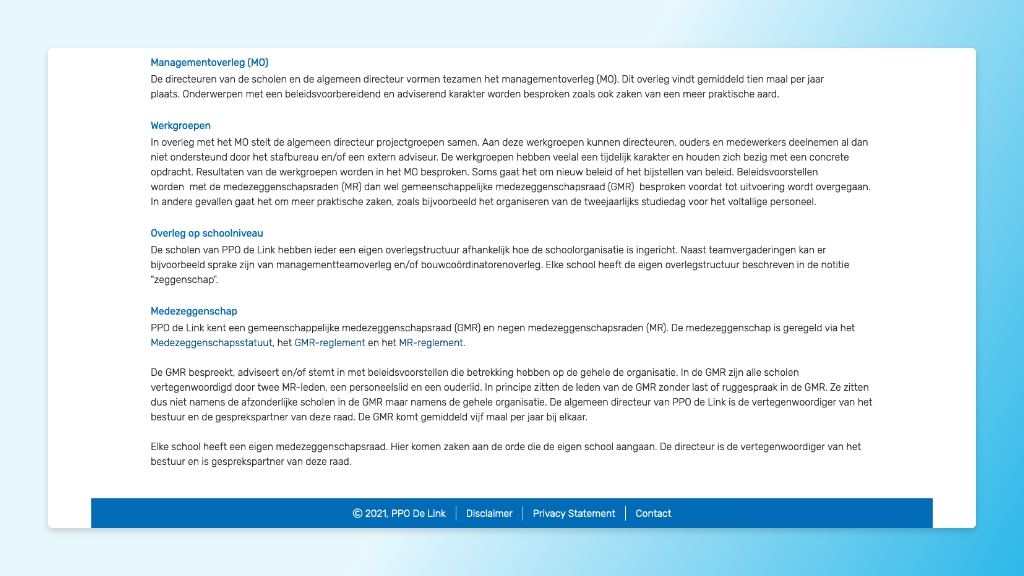 Managementoverleg (MO)
De directeuren van de scholen en de algemeen directeur vormen tezamen het managementoverleg (MO). Dit overleg vindt gemiddeld tien maal per jaar
plaats. Onderwerpen met een beleidsvoorbereidend en adviserend karakter worden besproken zoals ook zaken van een meer praktische aard.
Werkgroepen
In overleg met het MO stelt de algemeen directeur projectgroepen samen. Aan deze werkgroepen kunnen directeuren, ouders en medewerkers deelnemen al dan
niet ondersteund door het stafbureau en/of een extern adviseur. De werkgroepen hebben veelal een tijdelijk karakter en houden zich bezig met een concrete
opdracht. Resultaten van de werkgroepen worden in het MO besproken. Soms gaat het om nieuw beleid of het bijstellen van beleid. Beleidsvoorstellen
worden  met de medezeggenschapsraden (MR) dan wel gemeenschappelijke medezeggenschapsraad (GMR)  besproken voordat tot uitvoering wordt overgegaan.
In andere gevallen gaat het om meer praktische zaken, zoals bijvoorbeeld het organiseren van de tweejaarlijks studiedag voor het voltallige personeel.
Overleg op schoolniveau
De scholen van PPO de Link hebben ieder een eigen overlegstructuur afhankelijk hoe de schoolorganisatie is ingericht. Naast teamvergaderingen kan er
bijvoorbeeld sprake zijn van managementteamoverleg en/of bouwcoördinatorenoverleg. Elke school heeft de eigen overlegstructuur beschreven in de notitie
"zeggenschap".
Medezeggenschap
PPO de Link kent een gemeenschappelijke medezeggenschapsraad (GMR) en negen medezeggenschapsraden (MR). De medezeggenschap is geregeld via het
Medezeggenschapsstatuut, het GMR-reglement en het MR-reglement.
De GMR bespreekt, adviseert en/of stemt in met beleidsvoorstellen die betrekking hebben op de gehele de organisatie. In de GMR zijn alle scholen
vertegenwoordigd door twee MR-leden, een personeelslid en een ouderlid. In principe zitten de leden van de GMR zonder last of ruggespraak in de GMR. Ze zitten
dus niet namens de afzonderlijke scholen in de GMR maar namens de gehele organisatie. De algemeen directeur van PPO de Link is de vertegenwoordiger van het
bestuur en de gesprekspartner van deze raad. De GMR komt gemiddeld vijf maal per jaar bij elkaar.
Elke school heeft een eigen medezeggenschapsraad. Hier komen zaken aan de orde die de eigen school aangaan. De directeur is de vertegenwoordiger van het
bestuur en is gesprekspartner van deze raad.
© 2021, PPO De Link | Disclaimer | Privacy Statement | Contact